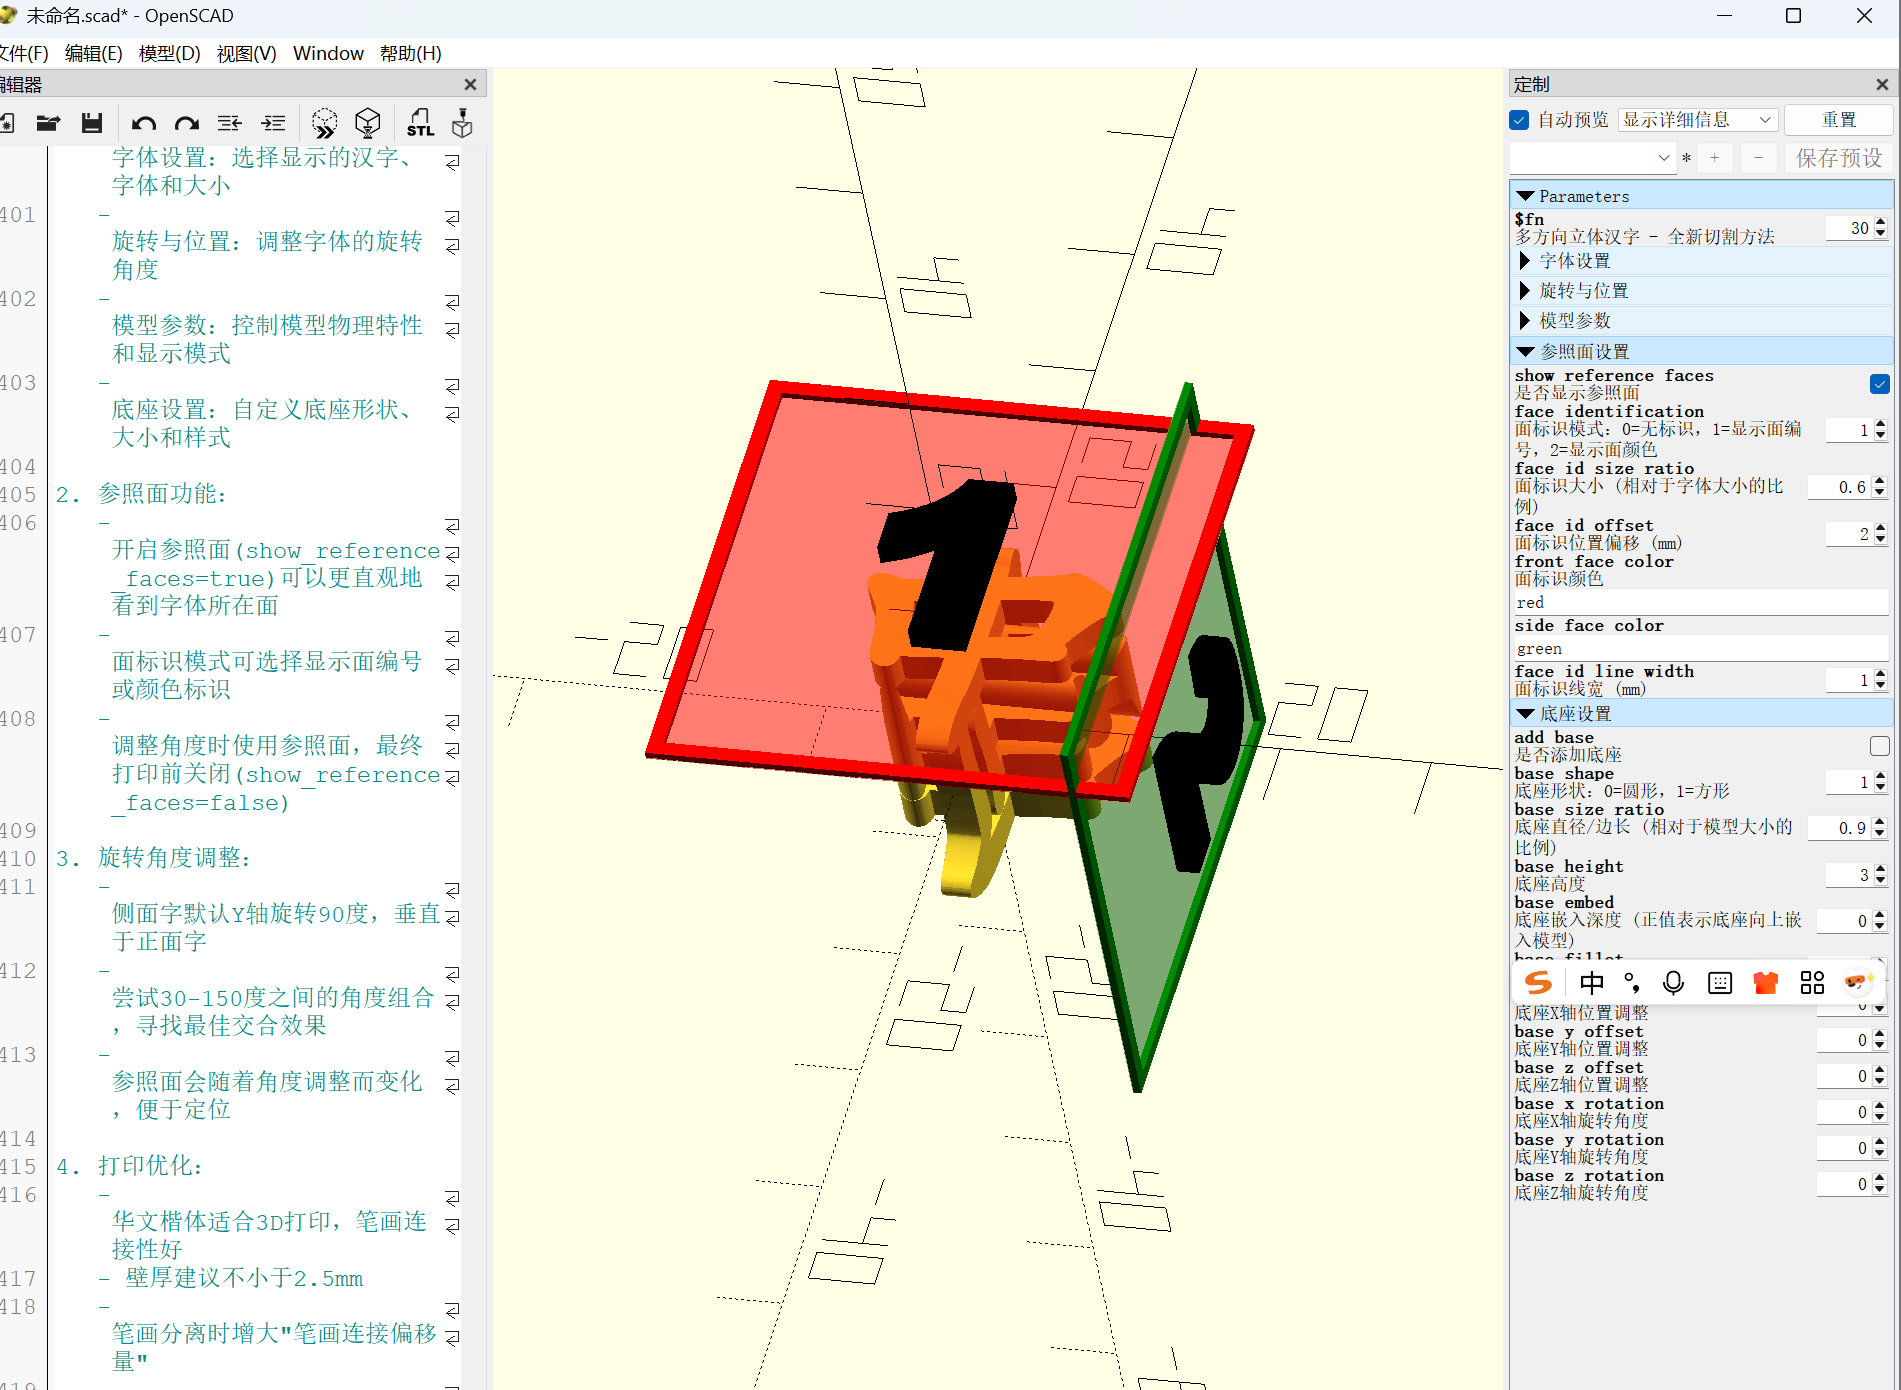 未命名.scad* - OpenSCAD
文件(F) 编辑(E) 模型(D) 视图(V) Window 帮助(H)
编辑器
STL
字体设置：选择显示的汉字、
字体和大小
401 -
旋转与位置：调整字体的旋转
角度
402 -
模型参数：控制模型物理特性
和显示模式
403 -
底座设置：自定义底座形状、
大小和样式
404
405 2. 参照面功能：
406 -
开启参照面(show_reference
_faces=true)可以更直观地
看到字体所在面
407 -
面标识模式可选择显示面编号
或颜色标识
408 -
调整角度时使用参照面，最终
打印前关闭(show_reference
_faces=false)
409
410 3. 旋转角度调整：
411 -
侧面字默认Y轴旋转90度，垂直
于正面字
412 -
尝试30-150度之间的角度组合
，寻找最佳交合效果
413 -
参照面会随着角度调整而变化
，便于定位
414
415 4. 打印优化：
416 -
华文楷体适合3D打印，笔画连
接性好
417 - 壁厚建议不小于2.5mm
418 -
笔画分离时增大"笔画连接偏移
量"
419
1
2
定制
自动预览 显示详细信息 重置
* + - 保存预设
Parameters
$fn
多方向立体汉字 - 全新切割方法 30
字体设置
旋转与位置
模型参数
参照面设置
show reference faces
是否显示参照面
face identification
面标识模式：0=无标识，1=显示面编
号，2=显示面颜色 1
face id size ratio
面标识大小 (相对于字体大小的比
例) 0.6
face id offset
面标识位置偏移 (mm) 2
front face color
面标识颜色
red
side face color
green
face id line width
面标识线宽 (mm) 1
底座设置
add base
是否添加底座
base shape
底座形状：0=圆形，1=方形 1
base size ratio
底座直径/边长 (相对于模型大小的
比例) 0.9
base height
底座高度 3
base embed
底座嵌入深度 (正值表示底座向上嵌
入模型) 0
base fillet
中
底座X轴位置调整 0
base y offset
底座Y轴位置调整 0
base z offset
底座Z轴位置调整 0
base x rotation
底座X轴旋转角度 0
base y rotation
底座Y轴旋转角度 0
base z rotation
底座Z轴旋转角度 0